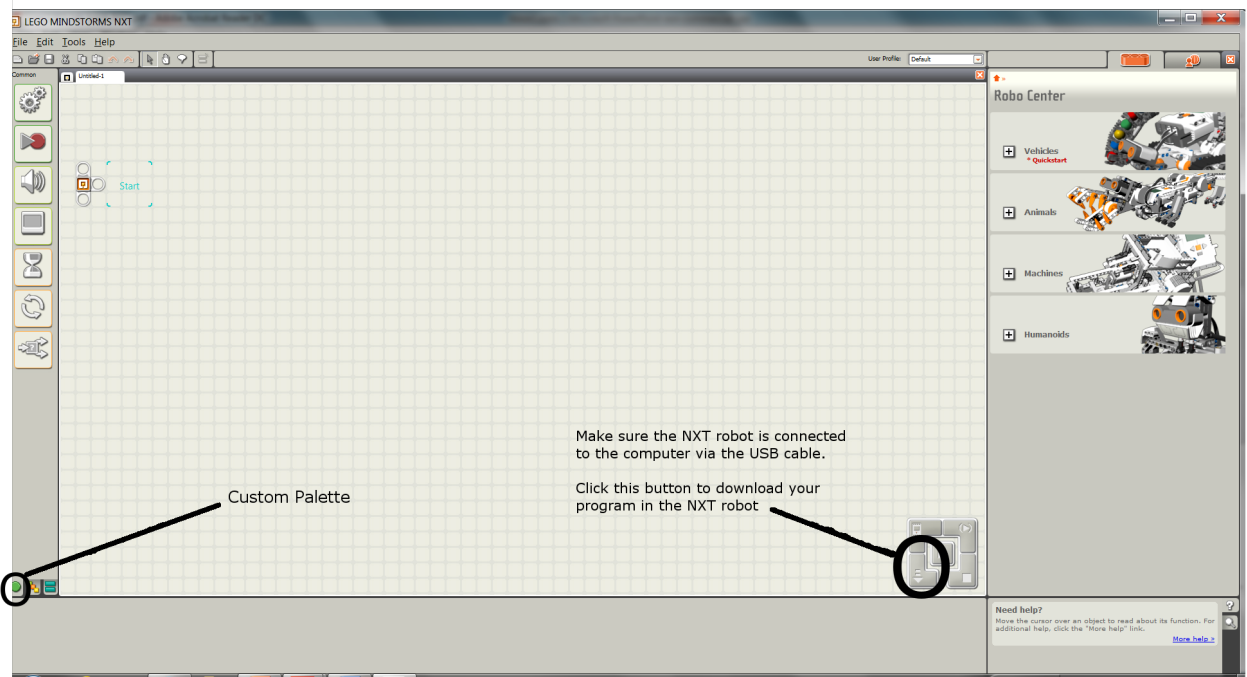 LEGO MINDSTORMS NXT
File Edit Tools Help
User Profile: Default
Common
Untitled-1
Robo Center
Vehicles
* Quickstart
Start
Animals
Machines
Humanoids
Make sure the NXT robot is connected
to the computer via the USB cable.
Click this button to download your
program in the NXT robot
Custom Palette
Need help?
Move the cursor over an object to read about its function. For
additional help, click the "More help" link.
More help »